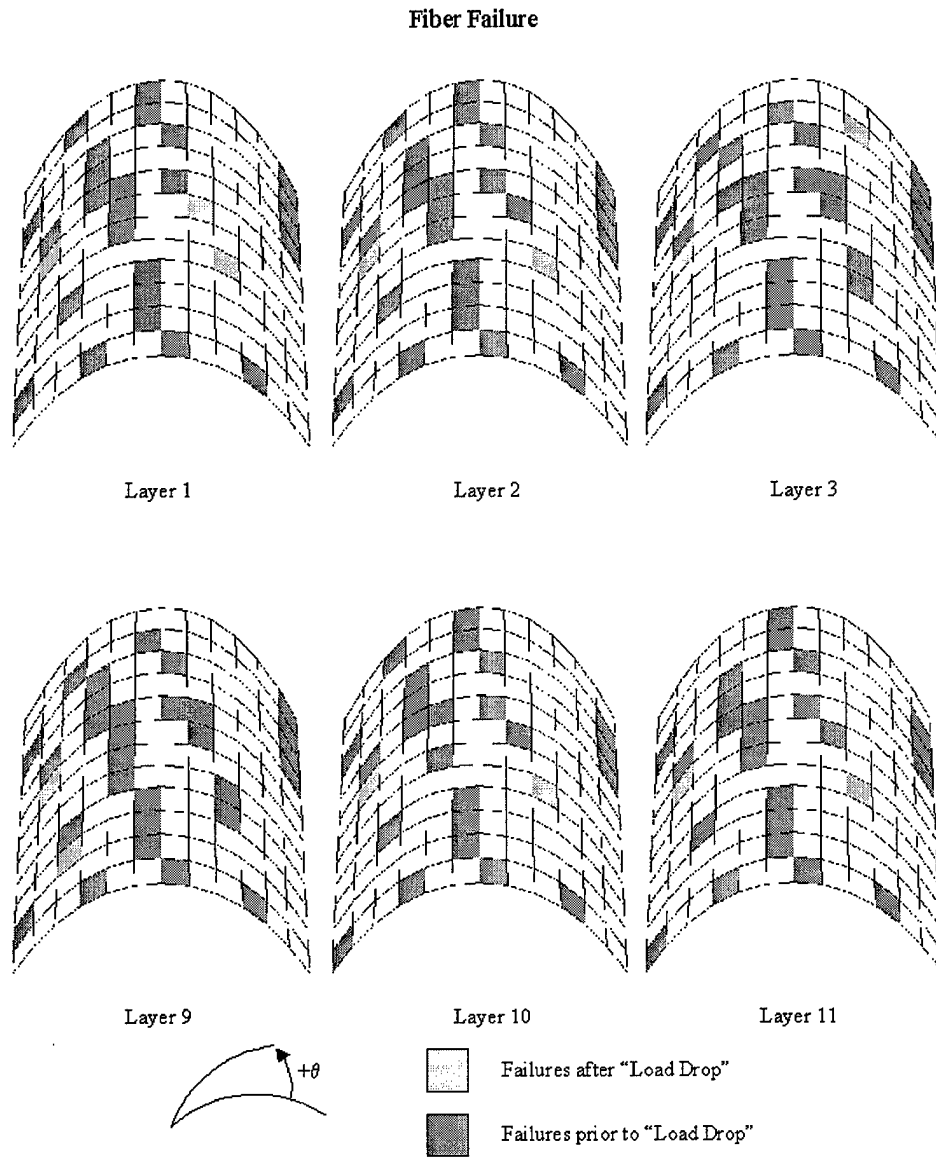 Fiber Failure
Layer 1 Layer 2 Layer 3
Layer 9 Layer 10 Layer 11
+θ
Failures after “Load Drop”
Failures prior to “Load Drop”